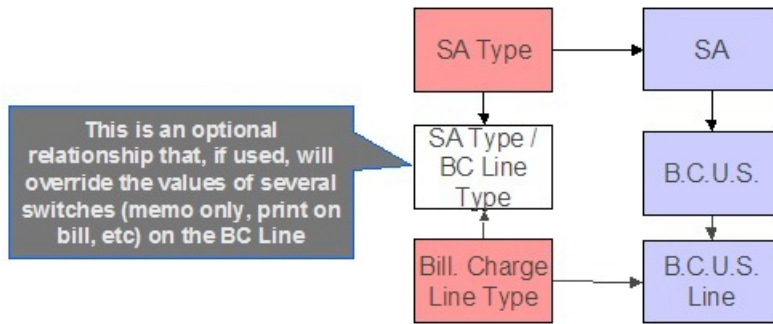 SA Type
SA
This is an optional
relationship that, if used, will
override the values of several
switches (memo only, print on
bill, etc) on the BC Line
SA Type /
BC Line
Type
B.C.U.S.
Bill. Charge
Line Type
B.C.U.S.
Line